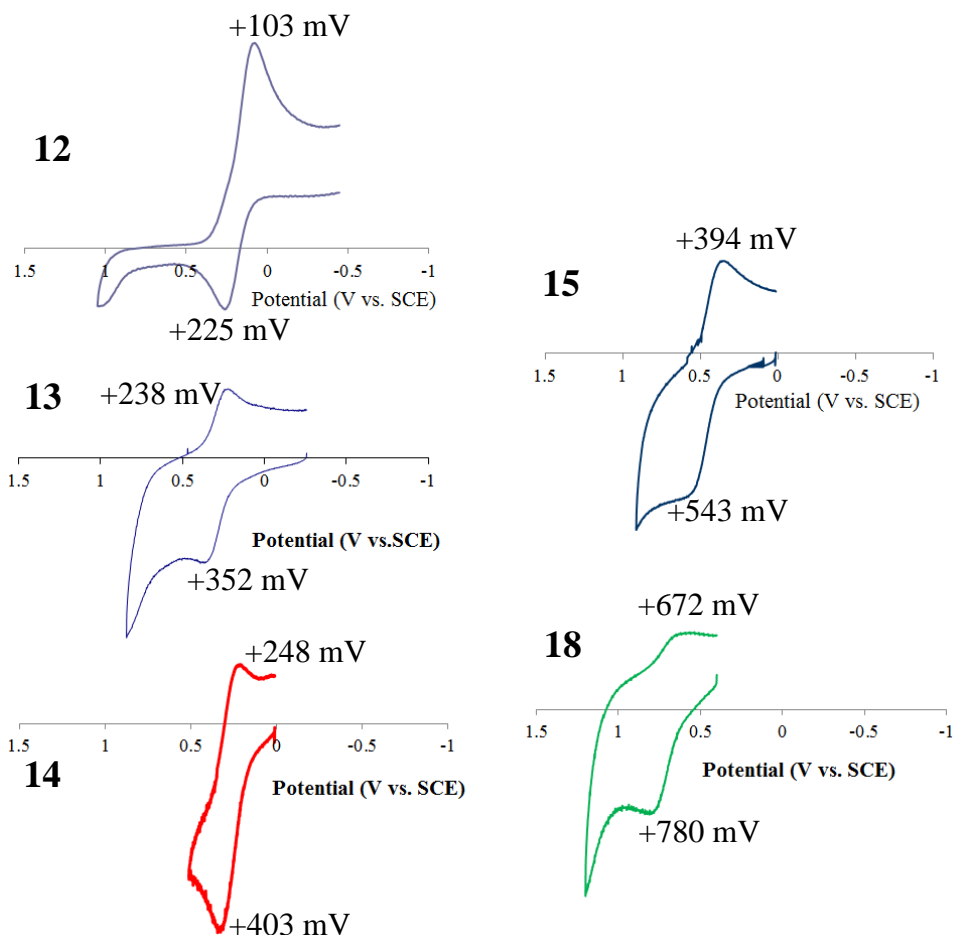 +103 mV
12
1.5 1 0.5 0 -0.5 -1
Potential (V vs. SCE)
+225 mV
13
+238 mV
1.5 1 0.5 0 -0.5 -1
Potential (V vs.SCE)
+352 mV
+248 mV
1.5 1 0.5 0 -0.5 -1
14
Potential (V vs. SCE)
+403 mV
+394 mV
15
1.5 1 0.5 0 -0.5 -1
Potential (V vs. SCE)
+543 mV
+672 mV
18
1.5 1 0.5 0 -0.5 -1
Potential (V vs. SCE)
+780 mV